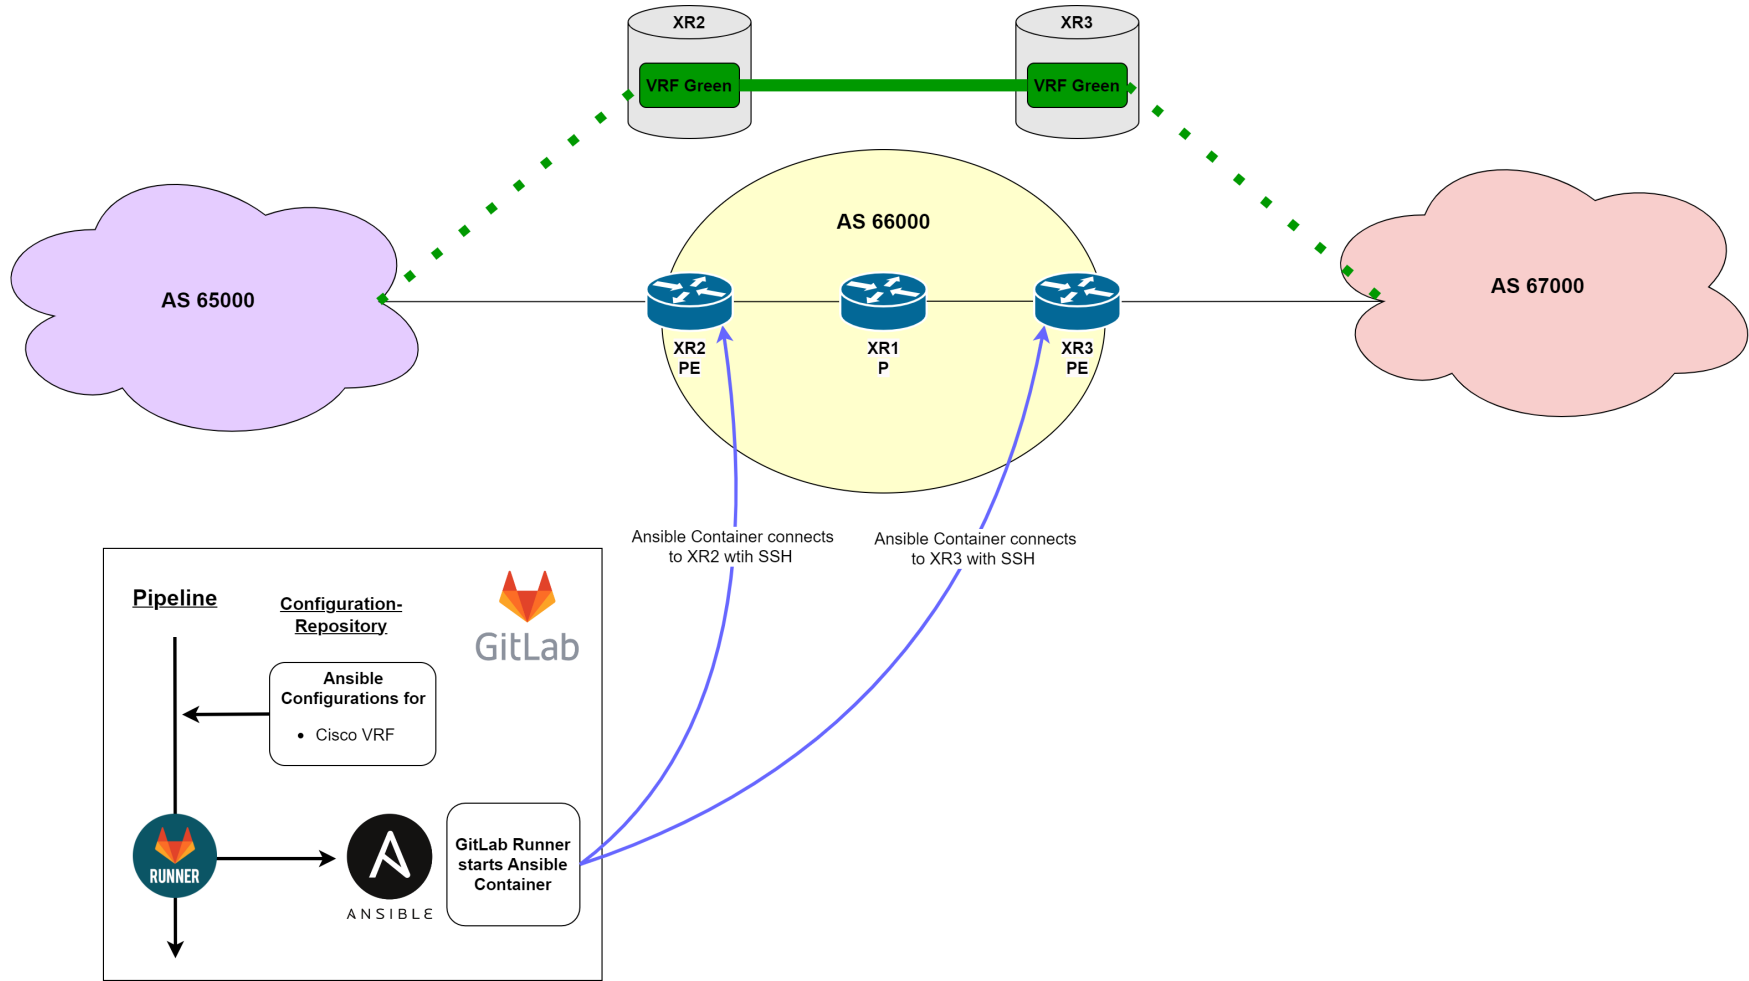 XR2
XR3
VRF Green
VRF Green
AS 66000
AS 65000
AS 67000
XR2
PE
XR1
P
XR3
PE
Ansible Container connects
to XR2 wtih SSH
Ansible Container connects
to XR3 with SSH
Pipeline
Configuration-
Repository
GitLab
Ansible
Configurations for
• Cisco VRF
RUNNER
ANSIBLE
GitLab Runner
starts Ansible
Container